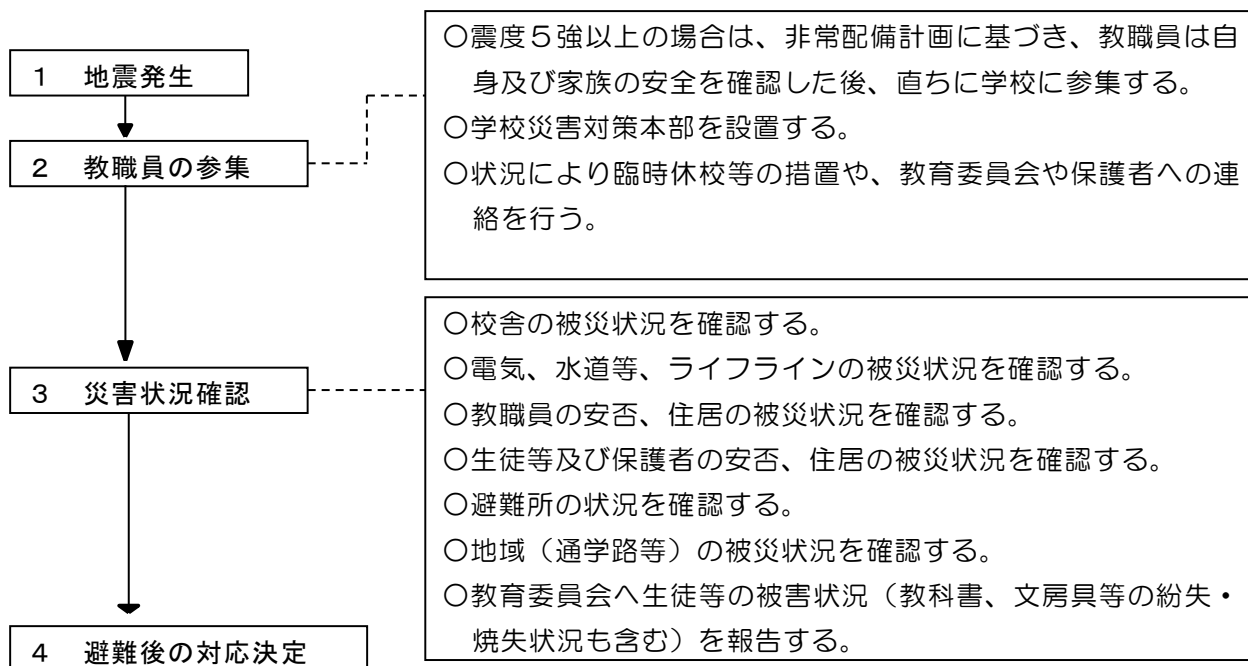 1 地震発生
2 教職員の参集
○震度5強以上の場合は、非常配備計画に基づき、教職員は自
身及び家族の安全を確認した後、直ちに学校に参集する。
○学校災害対策本部を設置する。
○状況により臨時休校等の措置や、教育委員会や保護者への連
絡を行う。
3 災害状況確認
○校舎の被災状況を確認する。
○電気、水道等、ライフラインの被災状況を確認する。
○教職員の安否、住居の被災状況を確認する。
○生徒等及び保護者の安否、住居の被災状況を確認する。
○避難所の状況を確認する。
○地域(通学路等)の被災状況を確認する。
○教育委員会へ生徒等の被害状況(教科書、文房具等の紛失・
焼失状況も含む)を報告する。
4 避難後の対応決定